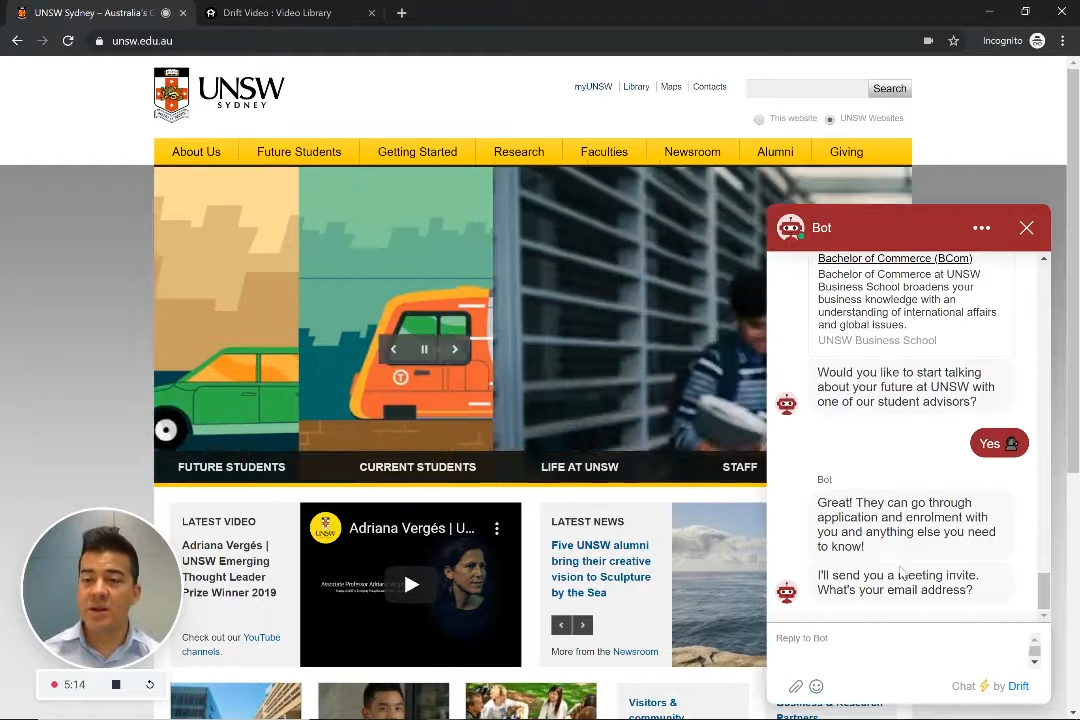 UNSW Sydney – Australia's G
Drift Video : Video Library
unsw.edu.au
Incognito
UNSW
SYDNEY
myUNSW
Library
Maps
Contacts
Search
This website
UNSW Websites
About Us
Future Students
Getting Started
Research
Faculties
Newsroom
Alumni
Giving
T
FUTURE STUDENTS
CURRENT STUDENTS
LIFE AT UNSW
STAFF
LATEST VIDEO
Adriana Vergés |
UNSW Emerging
Thought Leader
Prize Winner 2019
Check out our YouTube
channels.
UNSW
Adriana Vergés | U...
Associate Professor Adriana
LATEST NEWS
Five UNSW alumni
bring their creative
vision to Sculpture
by the Sea
More from the Newsroom
Visitors &
community
Business & Research
Partners
5:14
Bot
Bachelor of Commerce (BCom)
Bachelor of Commerce at UNSW
Business School broadens your
business knowledge with an
understanding of international affairs
and global issues.
UNSW Business School
Would you like to start talking
about your future at UNSW with
one of our student advisors?
Yes
Bot
Great! They can go through
application and enrolment with
you and anything else you need
to know!
I'll send you a meeting invite.
What's your email address?
Reply to Bot
Chat ⚡ by Drift